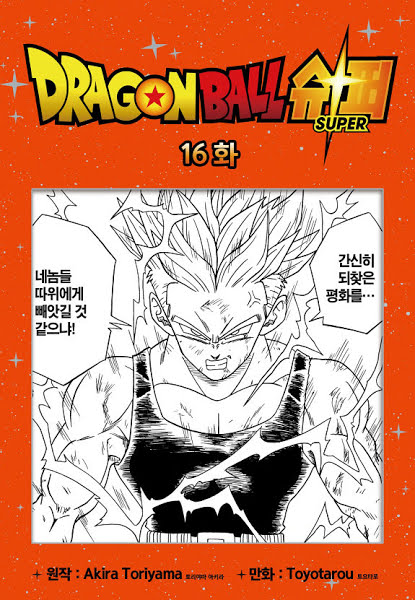 DRAGON BALL 슈퍼
SUPER
16화
간신히
되찾은
평화를…
네놈들
따위에게
빼앗길 것
같으냐!
원작 : Akira Toriyama 토리야마 아키라
만화 : Toyotarou 토요타로